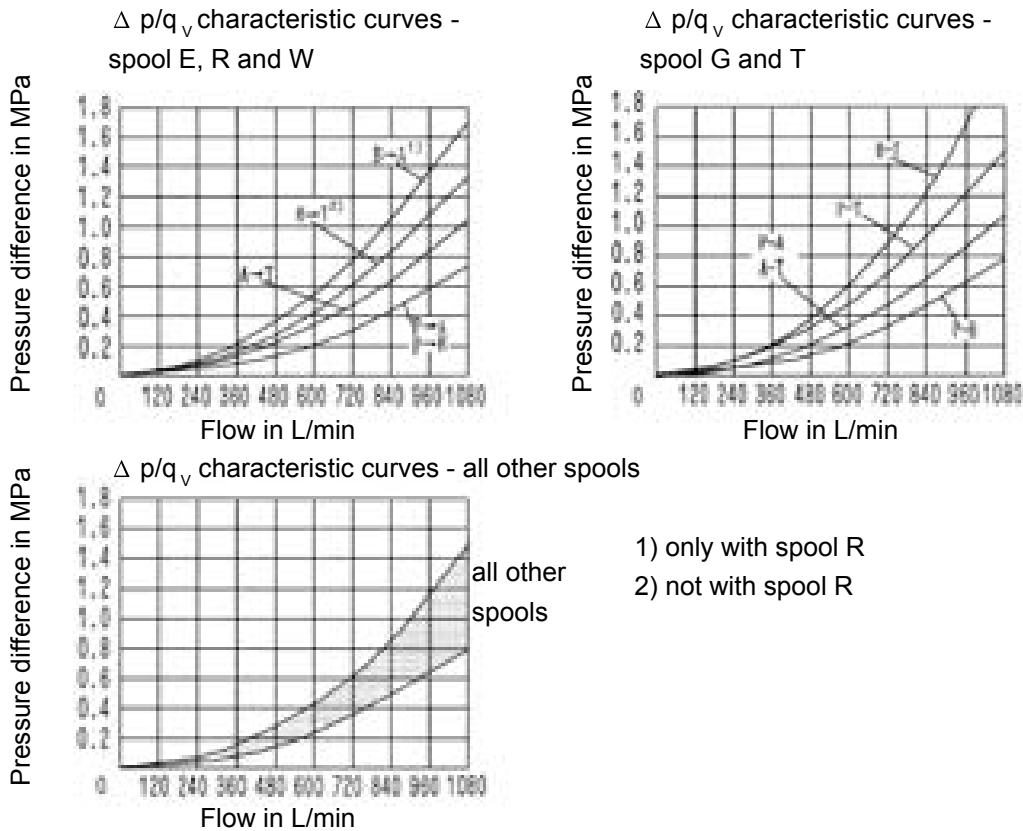 Δ p/q V characteristic curves -
spool E, R and W
Pressure difference in MPa
1.8
1.6
1.4
1.2
1.0
0.8
0.6
0.4
0.2
B→A 1)
B→T 2)
A→T
P→A
P→B
0 120 240 360 480 600 720 840 960 1080
Flow in L/min
Δ p/q V characteristic curves -
spool G and T
Pressure difference in MPa
1.8
1.6
1.4
1.2
1.0
0.8
0.6
0.4
0.2
P-T
P-A
A-T
P-B
0 120 240 360 480 600 720 840 960 1080
Flow in L/min
Δ p/q V characteristic curves - all other spools
Pressure difference in MPa
1.8
1.6
1.4
1.2
1.0
0.8
0.6
0.4
0.2
all other
spools
0 120 240 360 480 600 720 840 960 1080
Flow in L/min
1) only with spool R
2) not with spool R